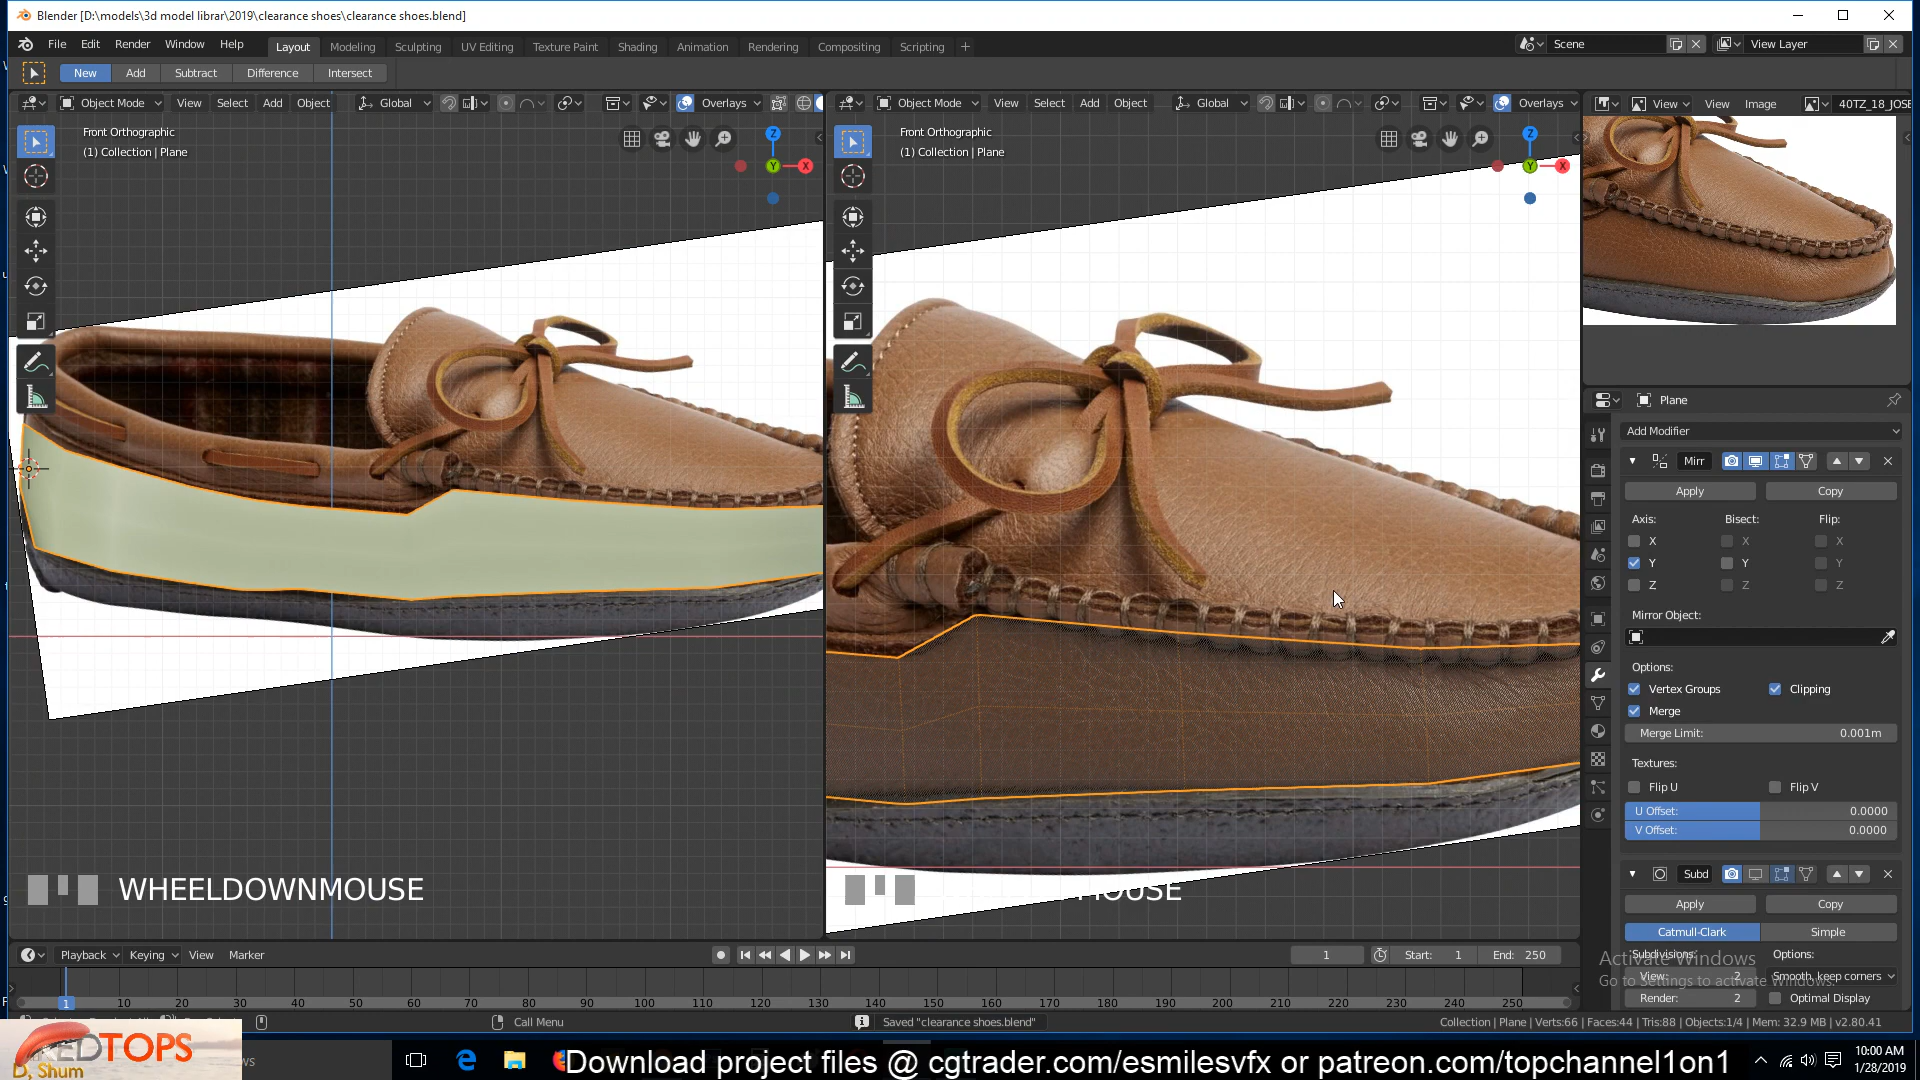 Blender [D:\models\3d model librar\2019\clearance shoes\clearance shoes.blend]
File Edit Render Window Help Layout Modeling Sculpting UV Editing Texture Paint Shading Animation Rendering Compositing Scripting + Scene View Layer
New Add Subtract Difference Intersect
Object Mode View Select Add Object Global Overlays
Object Mode View Select Add Object Global Overlays
View View Image 40TZ_18_JOSE
Front Orthographic
(1) Collection | Plane
Z
Y
X
Front Orthographic
(1) Collection | Plane
Z
Y
X
Plane
Add Modifier
Mirr
Apply Copy
Axis: Bisect: Flip:
X X X
Y Y Y
Z Z Z
Mirror Object:
Options:
Vertex Groups Clipping
Merge
Merge Limit: 0.001m
Textures:
Flip U Flip V
U Offset: 0.0000
V Offset: 0.0000
Subd
Apply Copy
Catmull-Clark Simple
Subdivisions: Options:
View: 2 Smooth, keep corners
Render: 2 Optimal Display
Activate Windows
Go to Settings to activate Windows.
WHEELDOWNMOUSE
MOUSE
Playback Keying View Marker 1 Start: 1 End: 250
1 10 20 30 40 50 60 70 80 90 100 110 120 130 140 150 160 170 180 190 200 210 220 230 240 250
Call Menu Saved "clearance shoes.blend" Collection | Plane | Verts:66 | Faces:44 | Tris:88 | Objects:1/4 | Mem: 32.9 MB | v2.80.41
REDTOPS
D, Shum
Download project files @ cgtrader.com/esmilesvfx or patreon.com/topchannel1on1
10:00 AM
1/28/2019